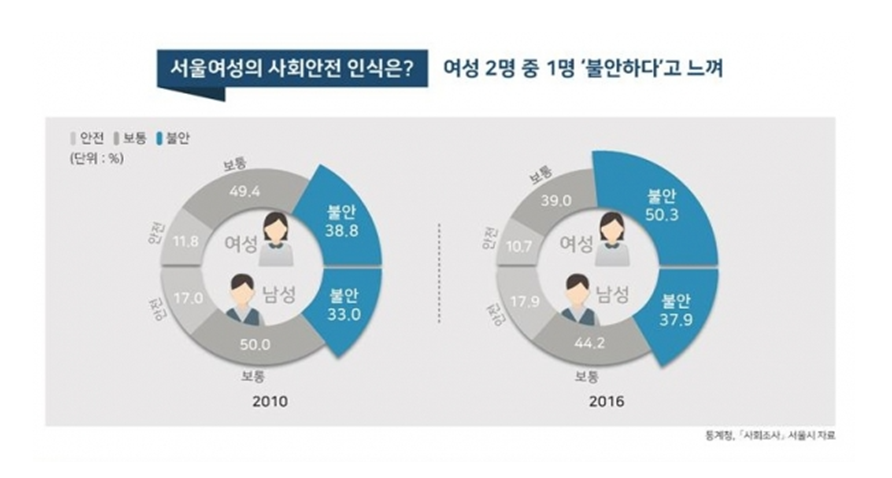 서울여성의 사회안전 인식은? 여성 2명 중 1명 ‘불안하다’고 느껴
안전 보통 불안
(단위 : %)
보통
49.4
안전
11.8
불안
38.8
여성
남성
안전
17.0
불안
33.0
50.0
보통
2010
보통
39.0
안전
10.7
불안
50.3
여성
남성
안전
17.9
불안
37.9
44.2
보통
2016
통계청,「사회조사」서울시 자료